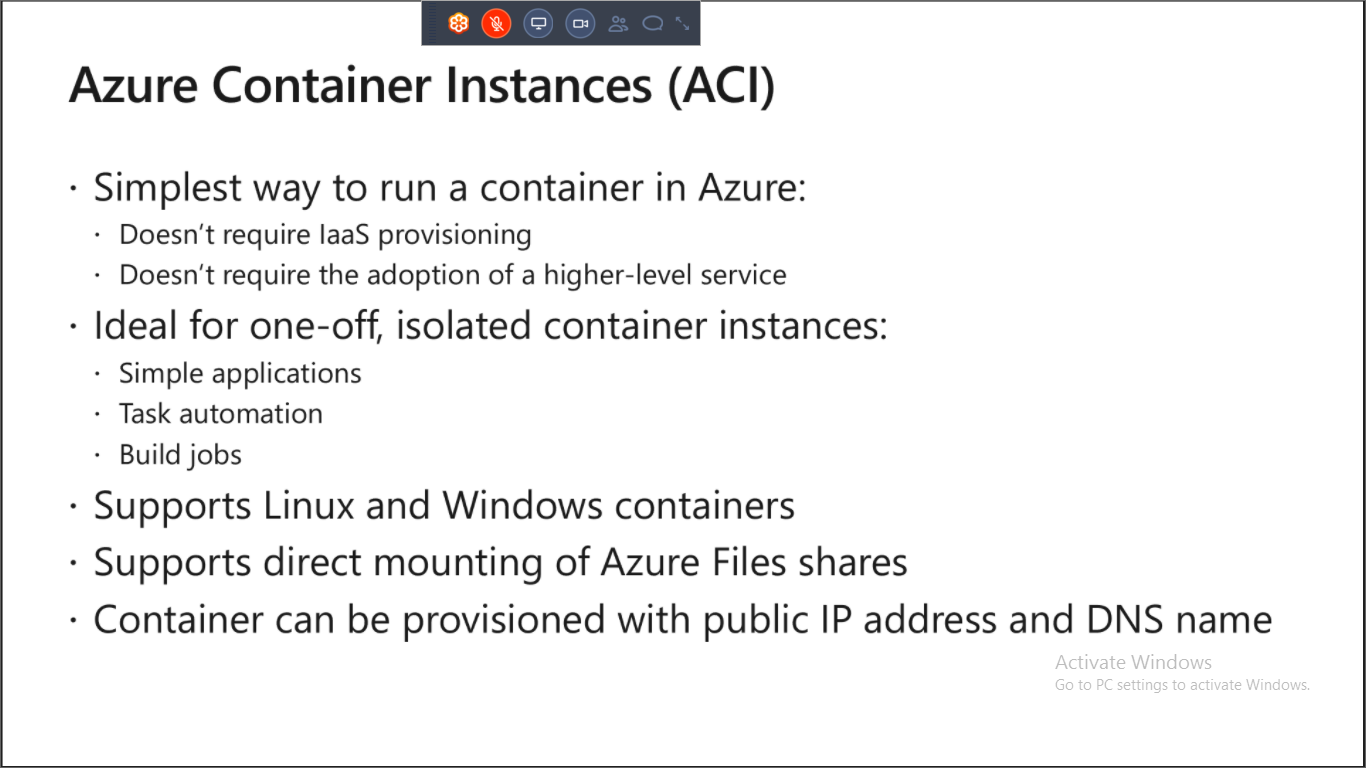 Azure Container Instances (ACI)
· Simplest way to run a container in Azure:
· Doesn’t require IaaS provisioning
· Doesn’t require the adoption of a higher-level service
· Ideal for one-off, isolated container instances:
· Simple applications
· Task automation
· Build jobs
· Supports Linux and Windows containers
· Supports direct mounting of Azure Files shares
· Container can be provisioned with public IP address and DNS name
Activate Windows
Go to PC settings to activate Windows.